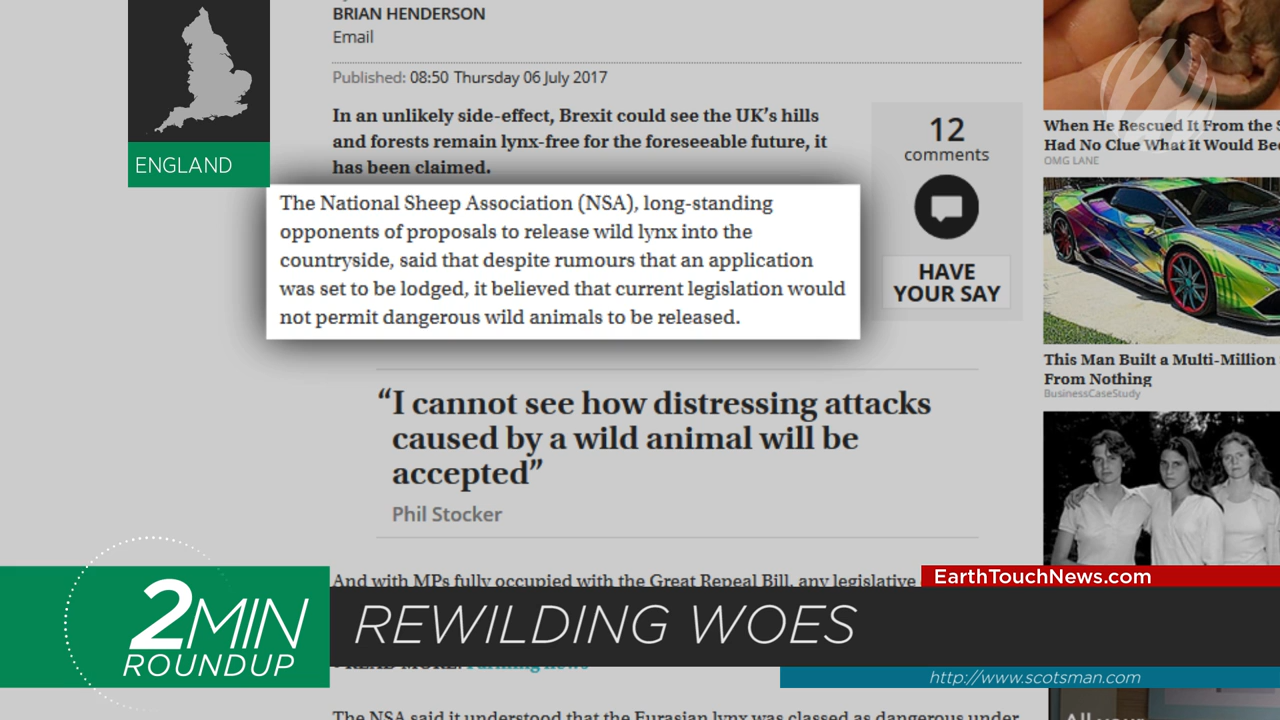 BRIAN HENDERSON
Email
Published: 08:50 Thursday 06 July 2017
In an unlikely side-effect, Brexit could see the UK's hills
and forests remain lynx-free for the foreseeable future, it
has been claimed.
ENGLAND
The National Sheep Association (NSA), long-standing
opponents of proposals to release wild lynx into the
countryside, said that despite rumours that an application
was set to be lodged, it believed that current legislation would
not permit dangerous wild animals to be released.
12
comments
HAVE
YOUR SAY
When He Rescued It From the
Had No Clue What It Would
OMG LANE
This Man Built a Multi-Million
From Nothing
BusinessCaseStudy
“I cannot see how distressing attacks
caused by a wild animal will be
accepted”
Phil Stocker
And with MPs fully occupied with the Great Repeal Bill, any legislative
EarthTouchNews.com
2MIN
ROUNDUP
REWILDING WOES
http://www.scotsman.com
The NSA said it understood that the Eurasian lynx was classed as dangerous under